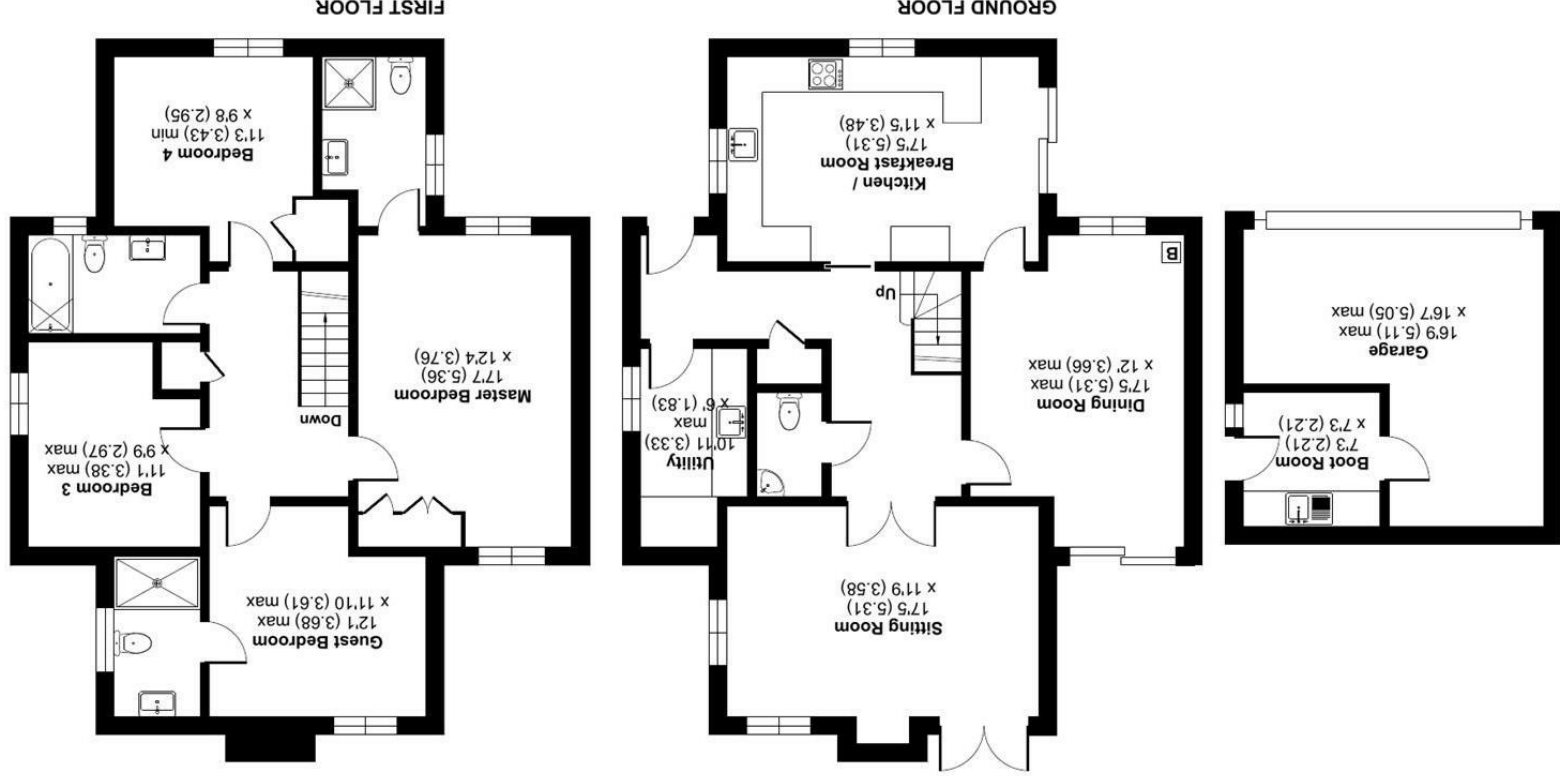 Boot Room
7'3 (2.21)
x 7'3 (2.21)
Garage
16'9 (5.11) max
x 16'7 (5.05) max
Sitting Room
17'5 (5.31)
x 11'9 (3.58)
Dining Room
17'5 (5.31) max
x 12' (3.66) max
Utility
10'11 (3.33)
max
x 6' (1.83)
Up
B
Kitchen /
Breakfast Room
17'5 (5.31)
x 11'5 (3.48)
GROUND FLOOR
Guest Bedroom
12'1 (3.68) max
x 11'10 (3.61) max
Master Bedroom
17'7 (5.36)
x 12'4 (3.76)
Down
Bedroom 3
11'1 (3.38) max
x 9'9 (2.97) max
Bedroom 4
11'3 (3.43) min
x 9'8 (2.95)
FIRST FLOOR